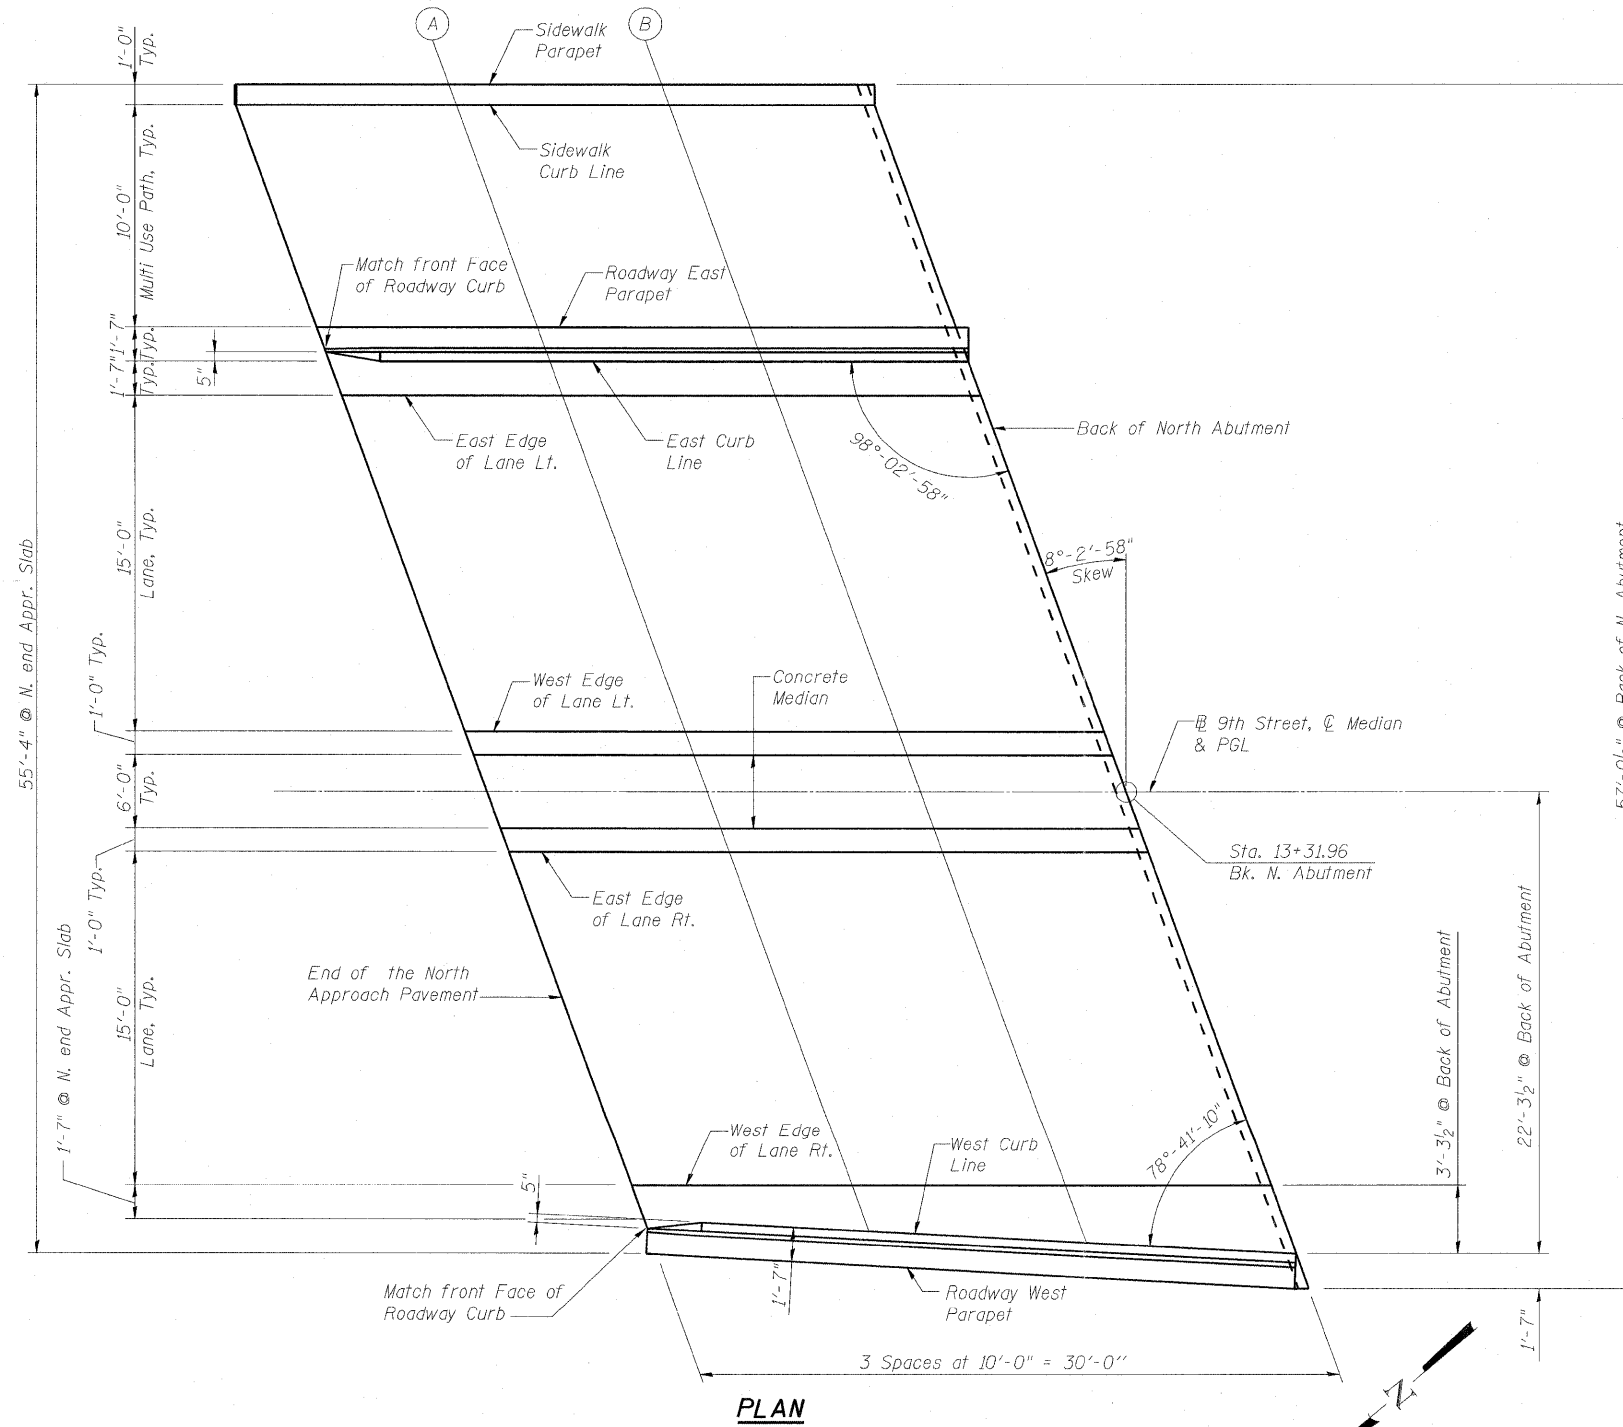 A
B
Sidewalk
Parapet
1'-0"
Typ.
Sidewalk
Curb Line
10'-0"
Multi Use Path, Typ.
Match front Face
of Roadway Curb
Roadway East
Parapet
1'-7"
Typ.
5"
1'-7"
Typ.
East Edge
of Lane Lt.
East Curb
Line
98°-02'-58"
Back of North Abutment
15'-0"
Lane, Typ.
8°-2'-58"
Skew
55'-4" @ N. end Appr. Slab
1'-0" Typ.
West Edge
of Lane Lt.
Concrete
Median
℄ 9th Street, ℄ Median
& PGL
6'-0"
Typ.
Sta. 13+31.96
Bk. N. Abutment
1'-0" Typ.
East Edge
of Lane Rt.
1'-7" @ N. end Appr. Slab
End of the North
Approach Pavement
15'-0"
Lane, Typ.
3'-3½" @ Back of Abutment
22'-3½" @ Back of Abutment
West Edge
of Lane Rt.
West Curb
Line
78°-41'-10"
5"
1'-7"
Match front Face of
Roadway Curb
Roadway West
Parapet
1'-7"
3 Spaces at 10'-0" = 30'-0"
N
PLAN